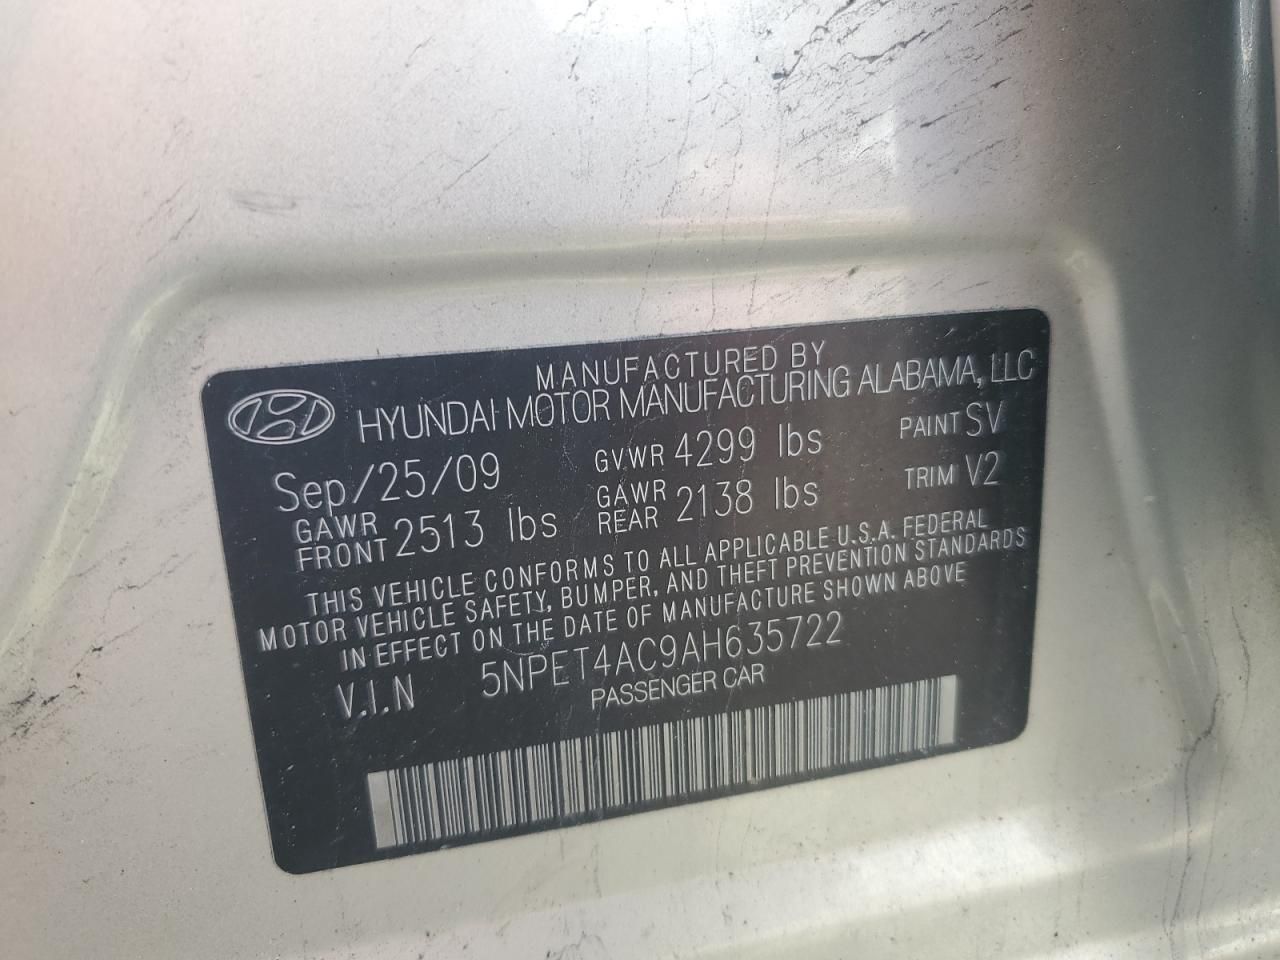 MANUFACTURED BY
HYUNDAI MOTOR MANUFACTURING ALABAMA, LLC
Sep/25/09 GVWR 4299 lbs PAINT SV
GAWR FRONT 2513 lbs GAWR REAR 2138 lbs TRIM V2
THIS VEHICLE CONFORMS TO ALL APPLICABLE U.S.A. FEDERAL
MOTOR VEHICLE SAFETY, BUMPER, AND THEFT PREVENTION STANDARDS
IN EFFECT ON THE DATE OF MANUFACTURE SHOWN ABOVE
V.I.N 5NPET4AC9AH635722
PASSENGER CAR